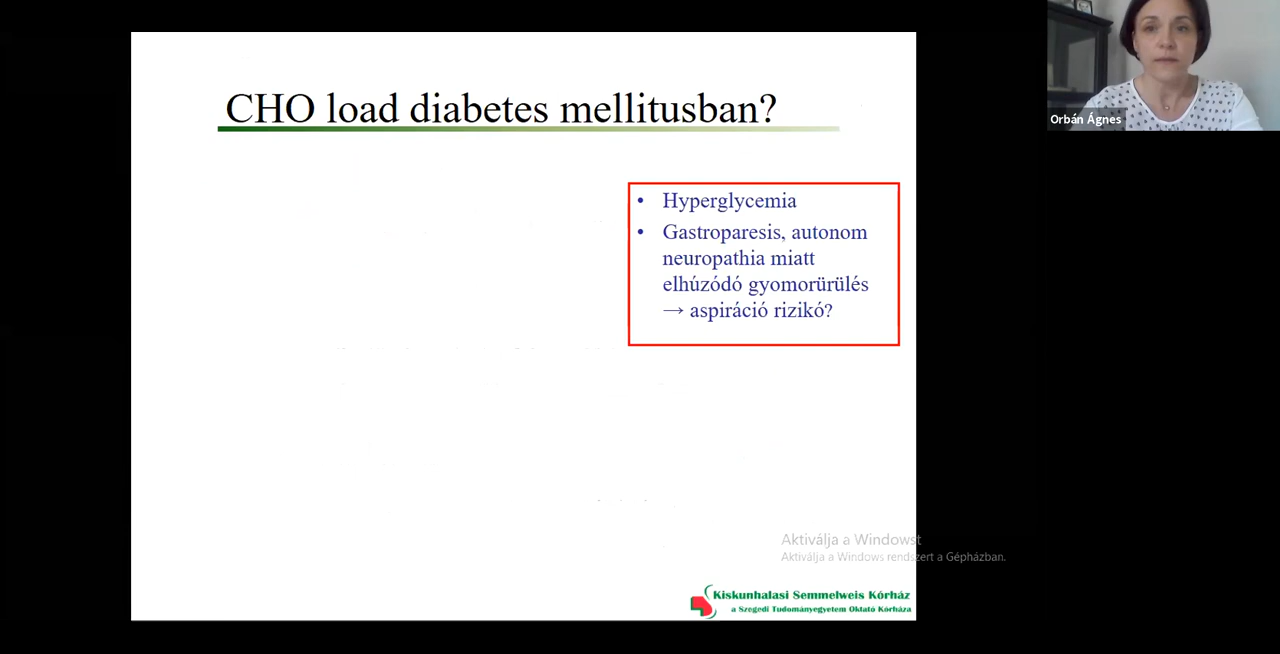 CHO load diabetes mellitusban?
• Hyperglycemia
• Gastroparesis, autonom
neuropathia miatt
elhúzódó gyomorürülés
→ aspiráció rizikó?
Orbán Ágnes
Aktiválja a Windowst
Aktiválja a Windows rendszert a Gépházban.
Kiskunhalasi Semmelweis Kórház
a Szegedi Tudományegyetem Oktató Kórháza